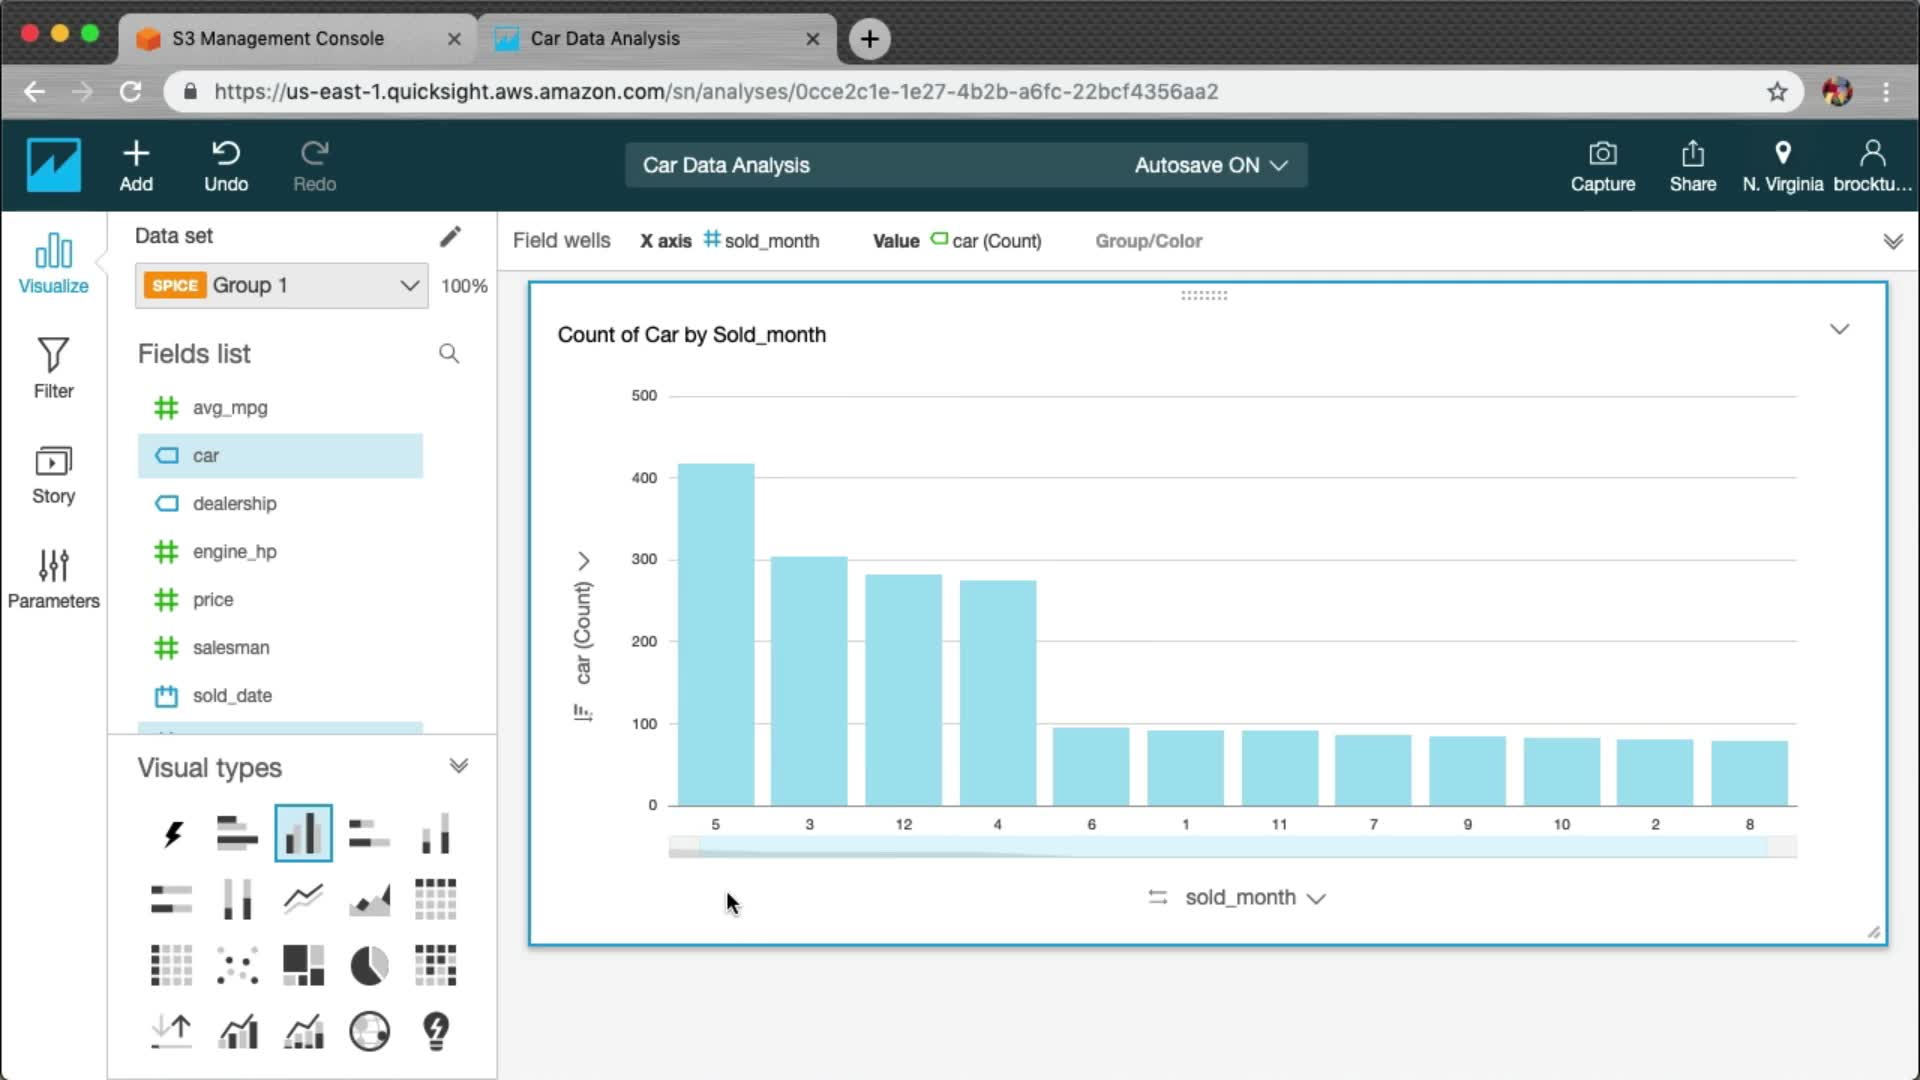 S3 Management Console
Car Data Analysis
https://us-east-1.quicksight.aws.amazon.com/sn/analyses/0cce2c1e-1e27-4b2b-a6fc-22bcf4356aa2
Add
Undo
Redo
Car Data Analysis
Autosave ON
Capture
Share
N. Virginia
brocktu...
Visualize
Filter
Story
Parameters
Data set
SPICE Group 1
100%
Fields list
avg_mpg
car
dealership
engine_hp
price
salesman
sold_date
Visual types
Field wells
X axis sold_month
Value car (Count)
Group/Color
Count of Car by Sold_month
car (Count)
500
400
300
200
100
0
5 3 12 4 6 1 11 7 9 10 2 8
sold_month